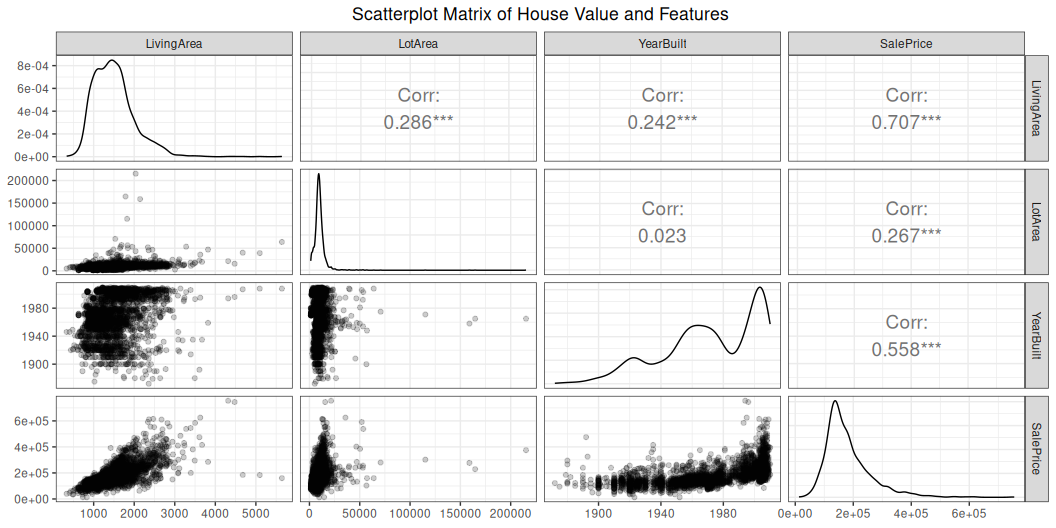 Scatterplot Matrix of House Value and Features
LivingArea
LotArea
YearBuilt
SalePrice
8e-04
6e-04
4e-04
2e-04
0e+00
Corr:
0.286***
Corr:
0.242***
Corr:
0.707***
LivingArea
200000
150000
100000
50000
0
Corr:
0.023
Corr:
0.267***
LotArea
1980
1940
1900
Corr:
0.558***
YearBuilt
6e+05
4e+05
2e+05
0e+00
SalePrice
1000 2000 3000 4000 5000
0 50000 100000 150000 200000
1900 1940 1980
0e+00 2e+05 4e+05 6e+05